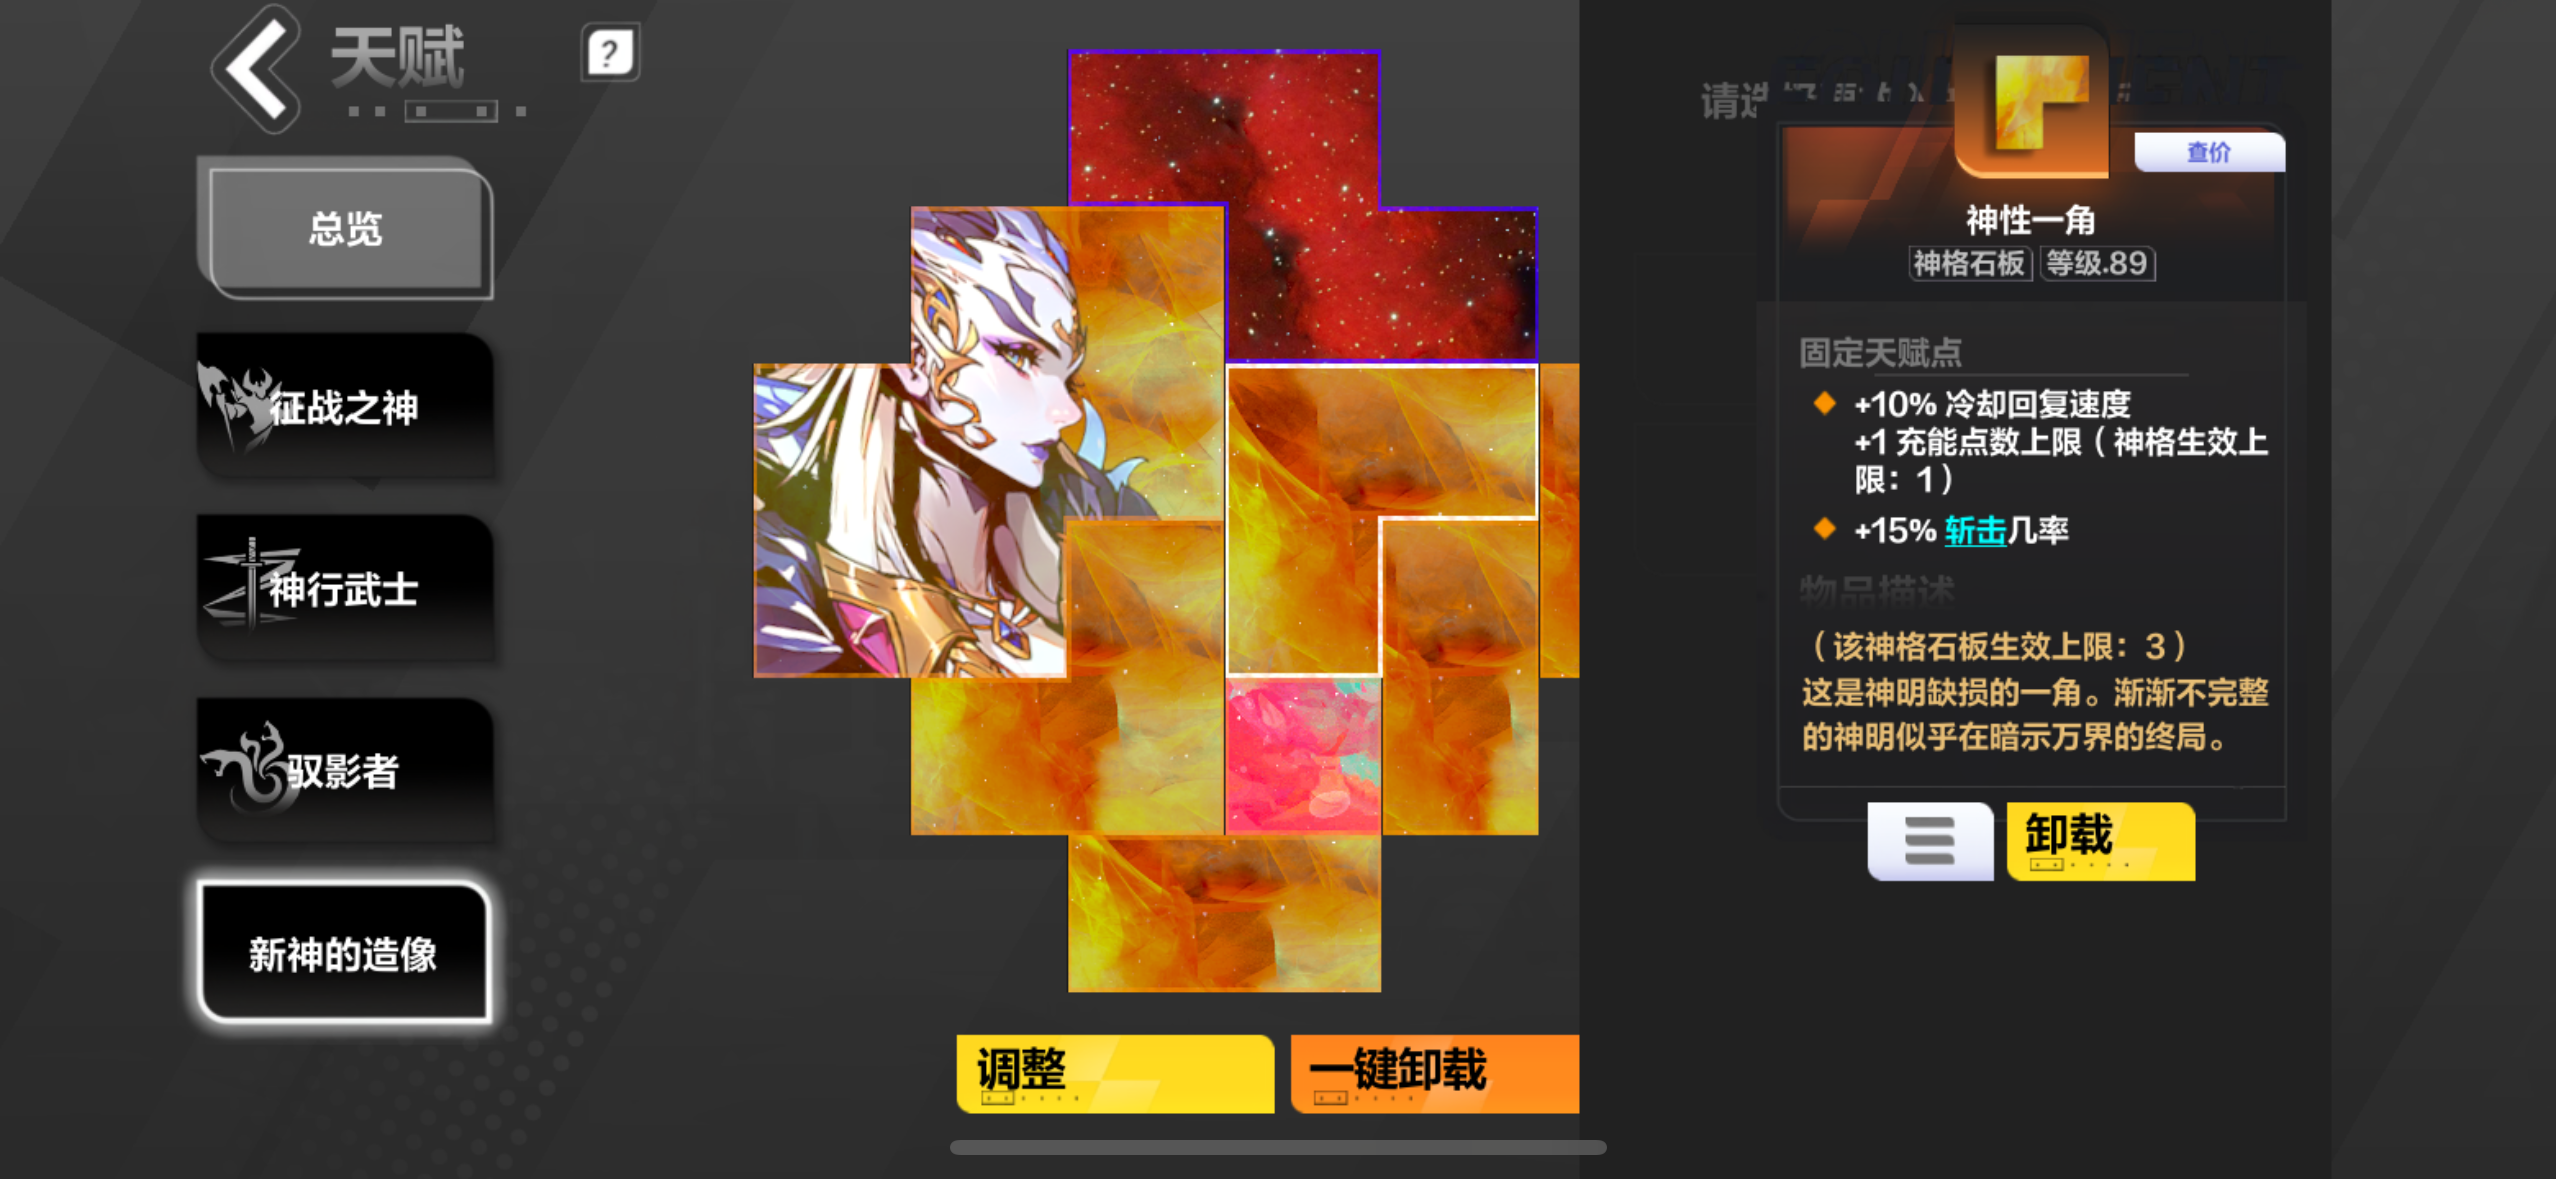 天赋
?
总览
征战之神
神行武士
驭影者
新神的造像
调整
一键卸载
请选
查价
神性一角
神格石板 等级.89
固定天赋点
+10% 冷却回复速度
+1 充能点数上限（神格生效上
限：1）
+15% 斩击几率
物品描述
（该神格石板生效上限：3）
这是神明缺损的一角。渐渐不完整
的神明似乎在暗示万界的终局。
卸载